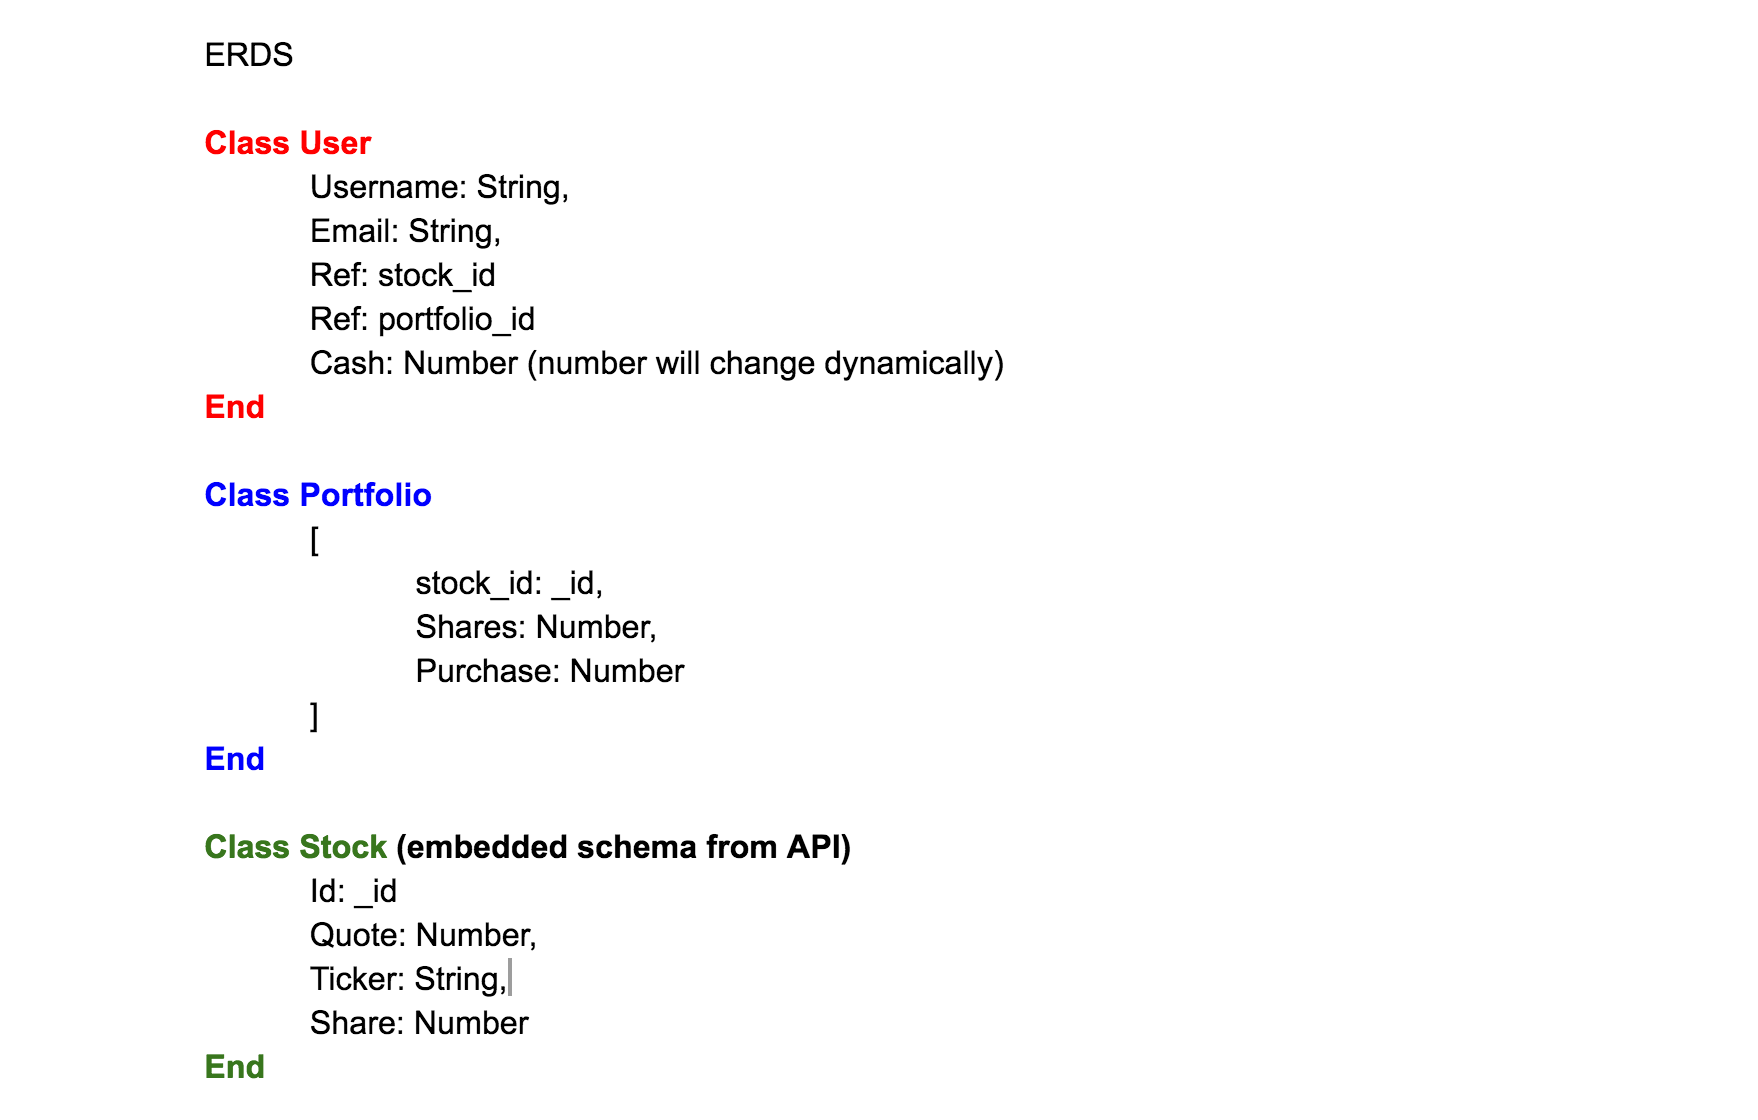 ERDS
Class User
Username: String,
Email: String,
Ref: stock_id
Ref: portfolio_id
Cash: Number (number will change dynamically)
End
Class Portfolio
[
stock_id: _id,
Shares: Number,
Purchase: Number
]
End
Class Stock (embedded schema from API)
Id: _id
Quote: Number,
Ticker: String,
Share: Number
End